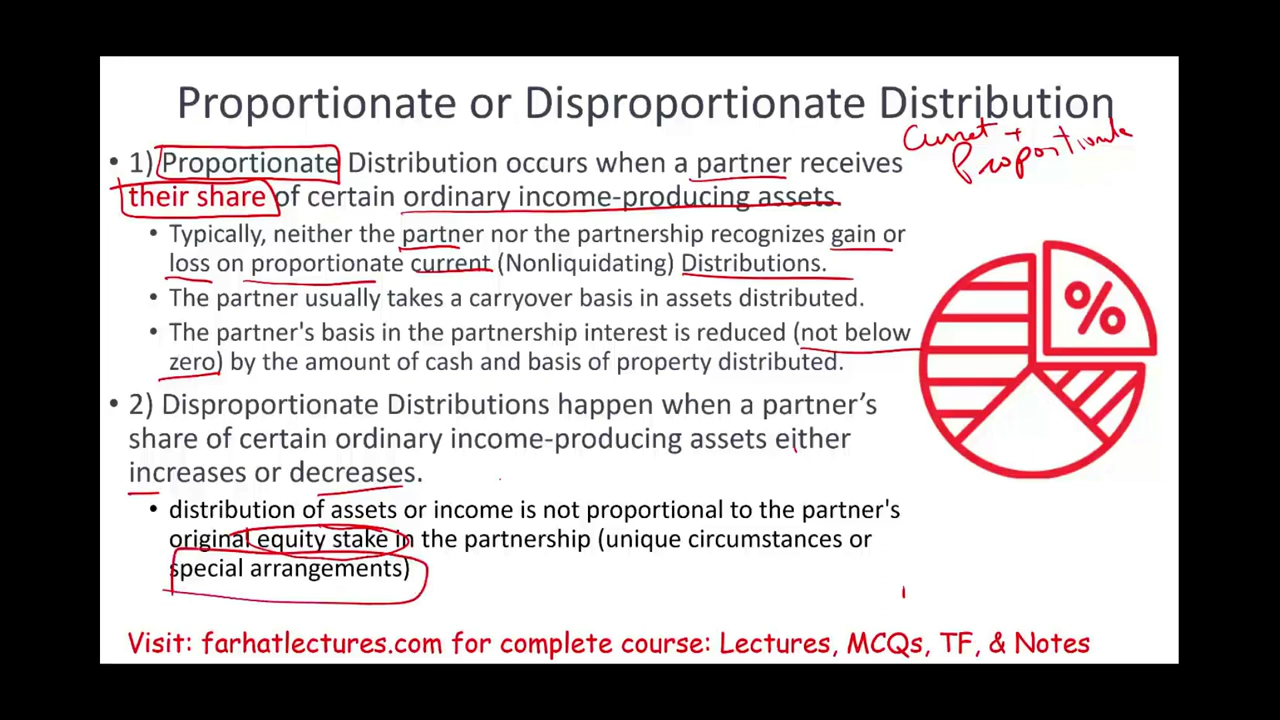 Proportionate or Disproportionate Distribution
Current + 
Proportionate
• 1) Proportionate Distribution occurs when a partner receives
their share of certain ordinary income-producing assets.
• Typically, neither the partner nor the partnership recognizes gain or
loss on proportionate current (Nonliquidating) Distributions.
• The partner usually takes a carryover basis in assets distributed.
• The partner's basis in the partnership interest is reduced (not below
zero) by the amount of cash and basis of property distributed.
%
• 2) Disproportionate Distributions happen when a partner’s
share of certain ordinary income-producing assets either
increases or decreases.
• distribution of assets or income is not proportional to the partner's
original equity stake in the partnership (unique circumstances or
special arrangements)
Visit: farhatlectures.com for complete course: Lectures, MCQs, TF, & Notes